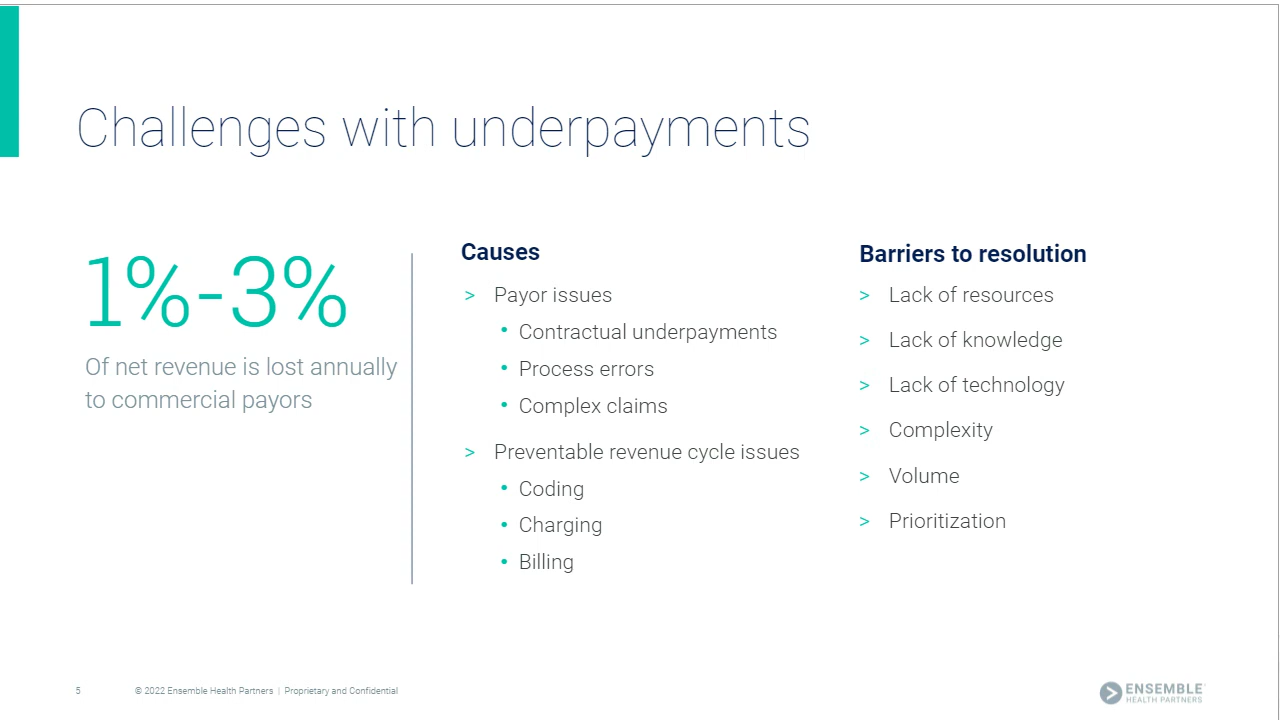 Challenges with underpayments
1%-3%
Of net revenue is lost annually
to commercial payors
Causes
> Payor issues
• Contractual underpayments
• Process errors
• Complex claims
> Preventable revenue cycle issues
• Coding
• Charging
• Billing
Barriers to resolution
> Lack of resources
> Lack of knowledge
> Lack of technology
> Complexity
> Volume
> Prioritization
5
© 2022 Ensemble Health Partners | Proprietary and Confidential
ENSEMBLE
HEALTH PARTNERS